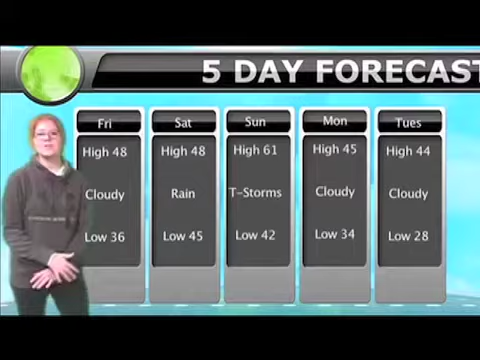 5 DAY FORECAST
Fri
High 48
Cloudy
Low 36
Sat
High 48
Rain
Low 45
Sun
High 61
T-Storms
Low 42
Mon
High 45
Cloudy
Low 34
Tues
High 44
Cloudy
Low 28